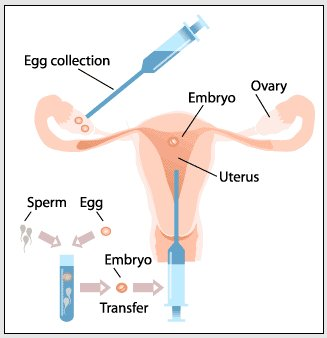 Egg collection
Ovary
Embryo
Uterus
Sperm
Egg
Embryo
Transfer